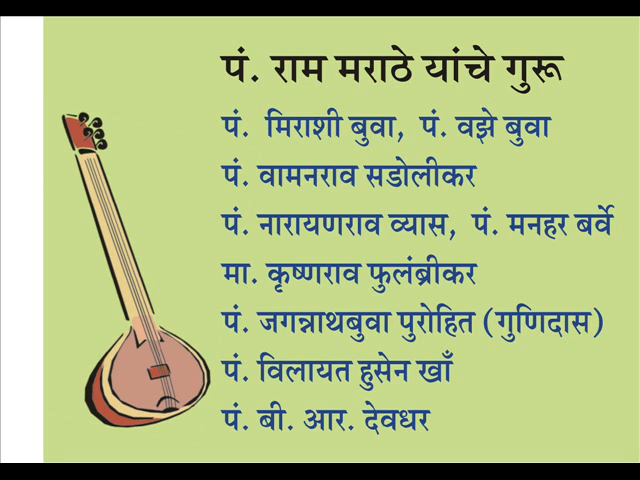 पं. राम मराठे यांचे गुरू
पं. मिराशी बुवा, पं. वझे बुवा
पं. वामनराव सडोलीकर
पं. नारायणराव व्यास, पं. मनहर बर्वे
मा. कृष्णराव फुलंब्रीकर
पं. जगन्नाथबुवा पुरोहित (गुणिदास)
पं. विलायत हुसेन खाँ
पं. बी. आर. देवधर